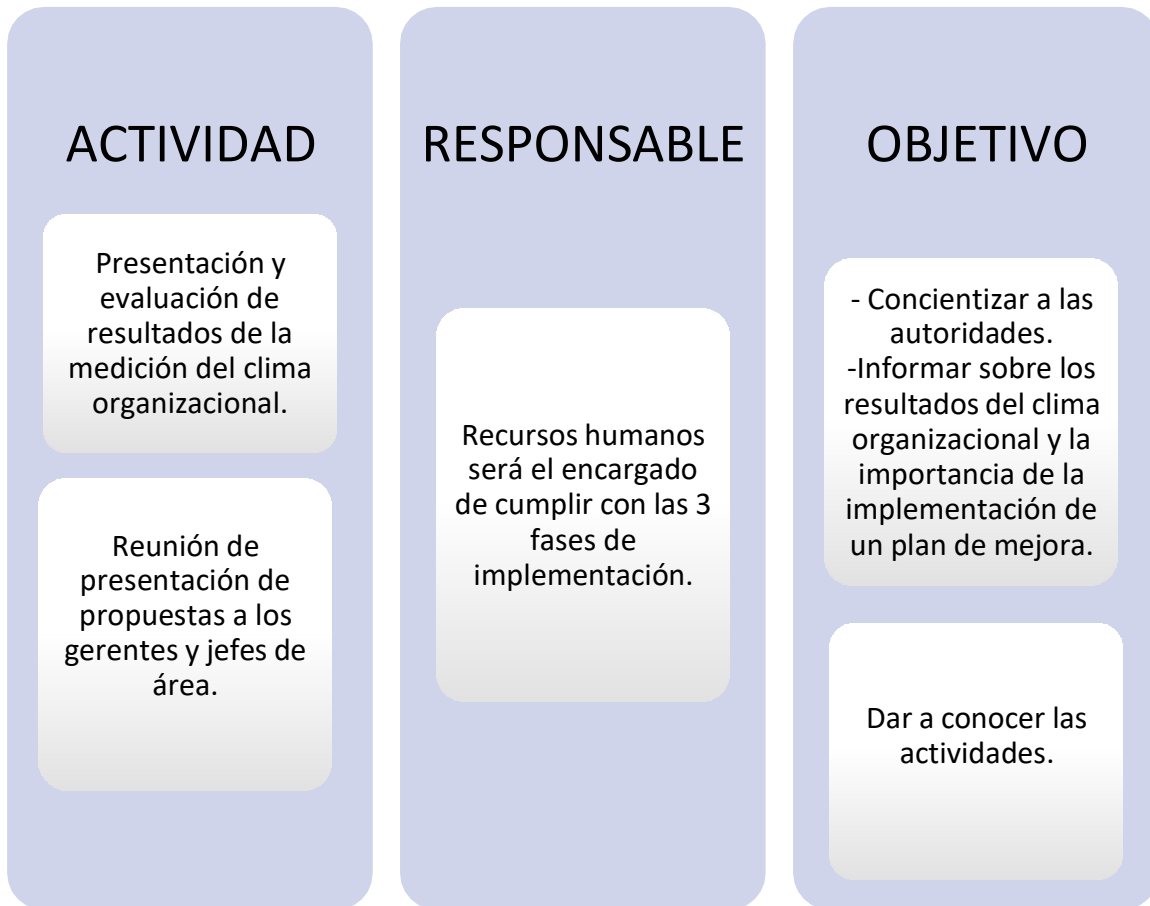 ACTIVIDAD
Presentación y
evaluación de
resultados de la
medición del clima
organizacional.
Reunión de
presentación de
propuestas a los
gerentes y jefes de
área.
RESPONSABLE
Recursos humanos
será el encargado
de cumplir con las 3
fases de
implementación.
OBJETIVO
- Concientizar a las
autoridades.
-Informar sobre los
resultados del clima
organizacional y la
importancia de la
implementación de
un plan de mejora.
Dar a conocer las
actividades.